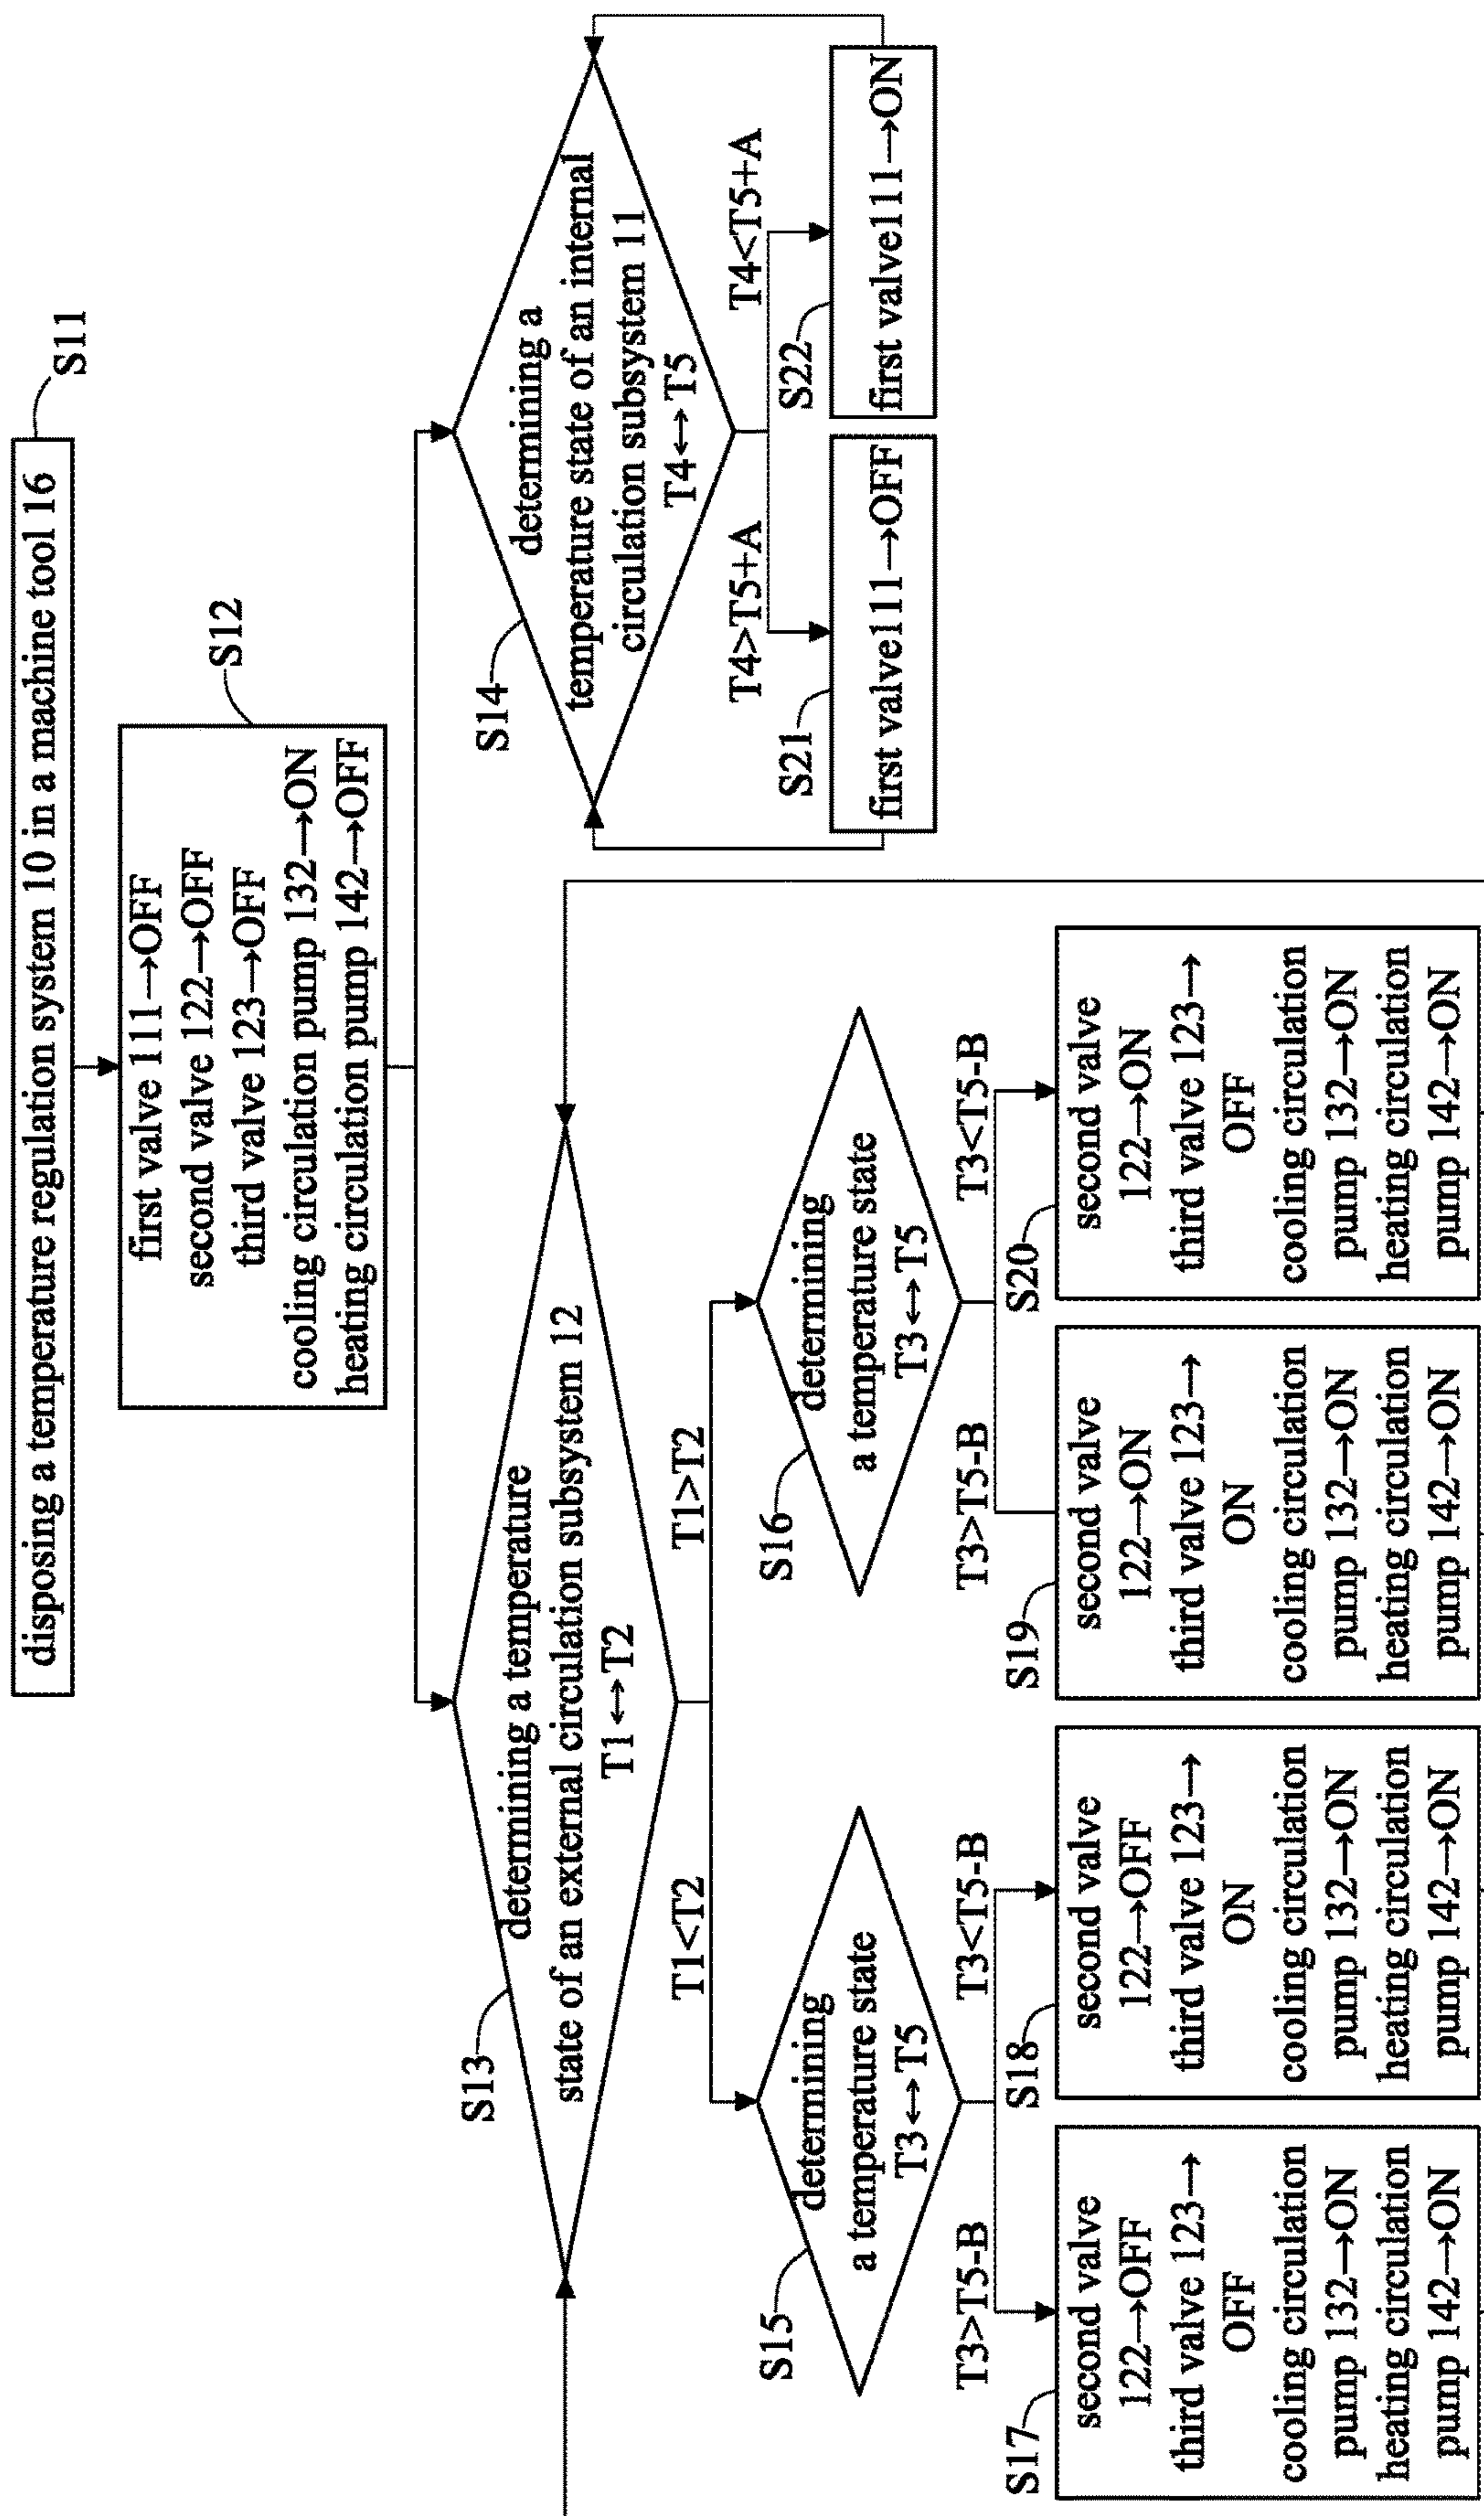 disposing a temperature regulation system 10 in a machine tool 16
S11
first valve 111→OFF
second valve 122→OFF
third valve 123→OFF
cooling circulation pump 132→ON
heating circulation pump 142→OFF
S12
S13
determining a temperature
state of an external circulation subsystem 12
T1↔T2
S14
determining a
temperature state of an internal
circulation subsystem 11
T4↔T5
T1<T2
T1>T2
T4>T5+A
T4<T5+A
S15
determining
a temperature state
T3↔T5
S16
determining
a temperature state
T3↔T5
S21
first valve111→OFF
S22
first valve111→ON
T3>T5-B
T3<T5-B
T3>T5-B
T3<T5-B
S17
second valve
122→OFF
third valve 123→
OFF
cooling circulation
pump 132→ON
heating circulation
pump 142→ON
S18
second valve
122→OFF
third valve 123→
ON
cooling circulation
pump 132→ON
heating circulation
pump 142→ON
S19
second valve
122→ON
third valve 123→
ON
cooling circulation
pump 132→ON
heating circulation
pump 142→ON
S20
second valve
122→ON
third valve 123→
OFF
cooling circulation
pump 132→ON
heating circulation
pump 142→ON